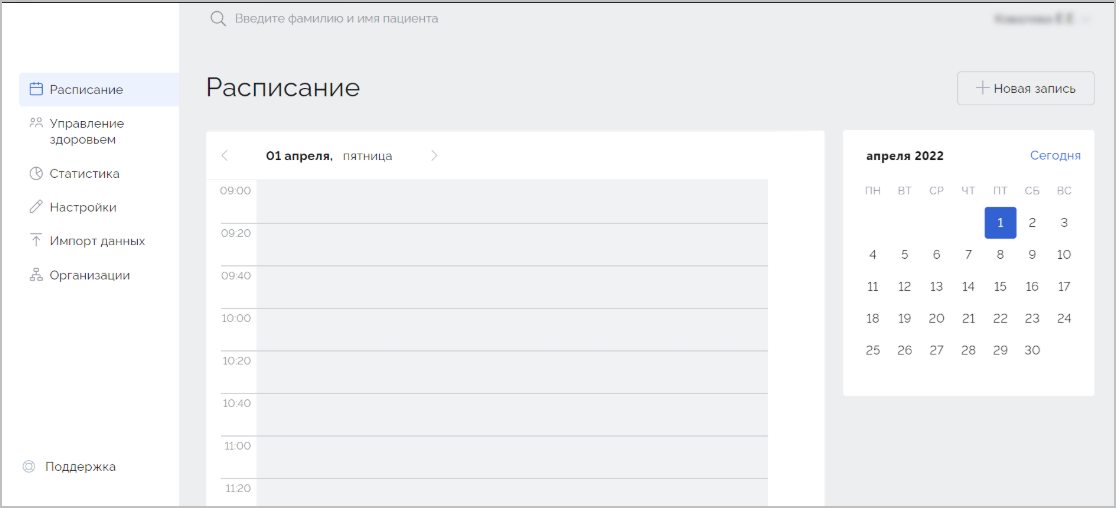 Введите фамилию и имя пациента
Расписание
Управление
здоровьем
Статистика
Настройки
Импорт данных
Организации
Поддержка
Расписание
Новая запись
01 апреля, пятница
09:00
09:20
09:40
10:00
10:20
10:40
11:00
11:20
апреля 2022 Сегодня
ПН ВТ СР ЧТ ПТ СБ ВС
1 2 3
4 5 6 7 8 9 10
11 12 13 14 15 16 17
18 19 20 21 22 23 24
25 26 27 28 29 30